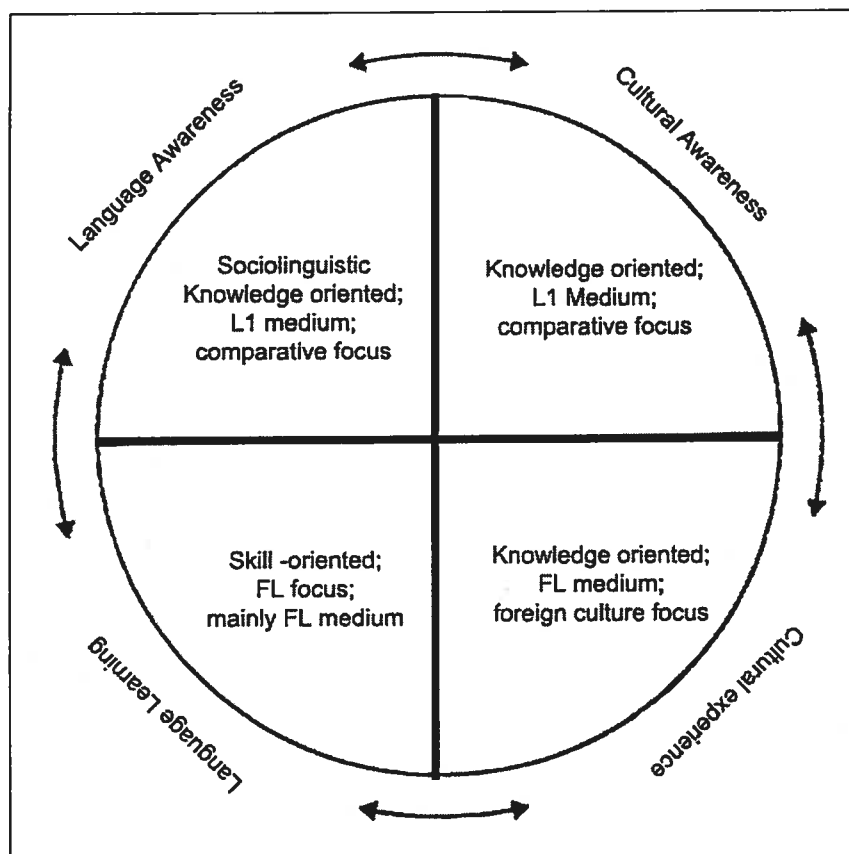 Language Awareness
Cultural Awareness
Sociolinguistic
Knowledge oriented;
L1 medium;
comparative focus
Knowledge oriented;
L1 Medium;
comparative focus
Skill -oriented;
FL focus;
mainly FL medium
Knowledge oriented;
FL medium;
foreign culture focus
Language Learning
Cultural experience